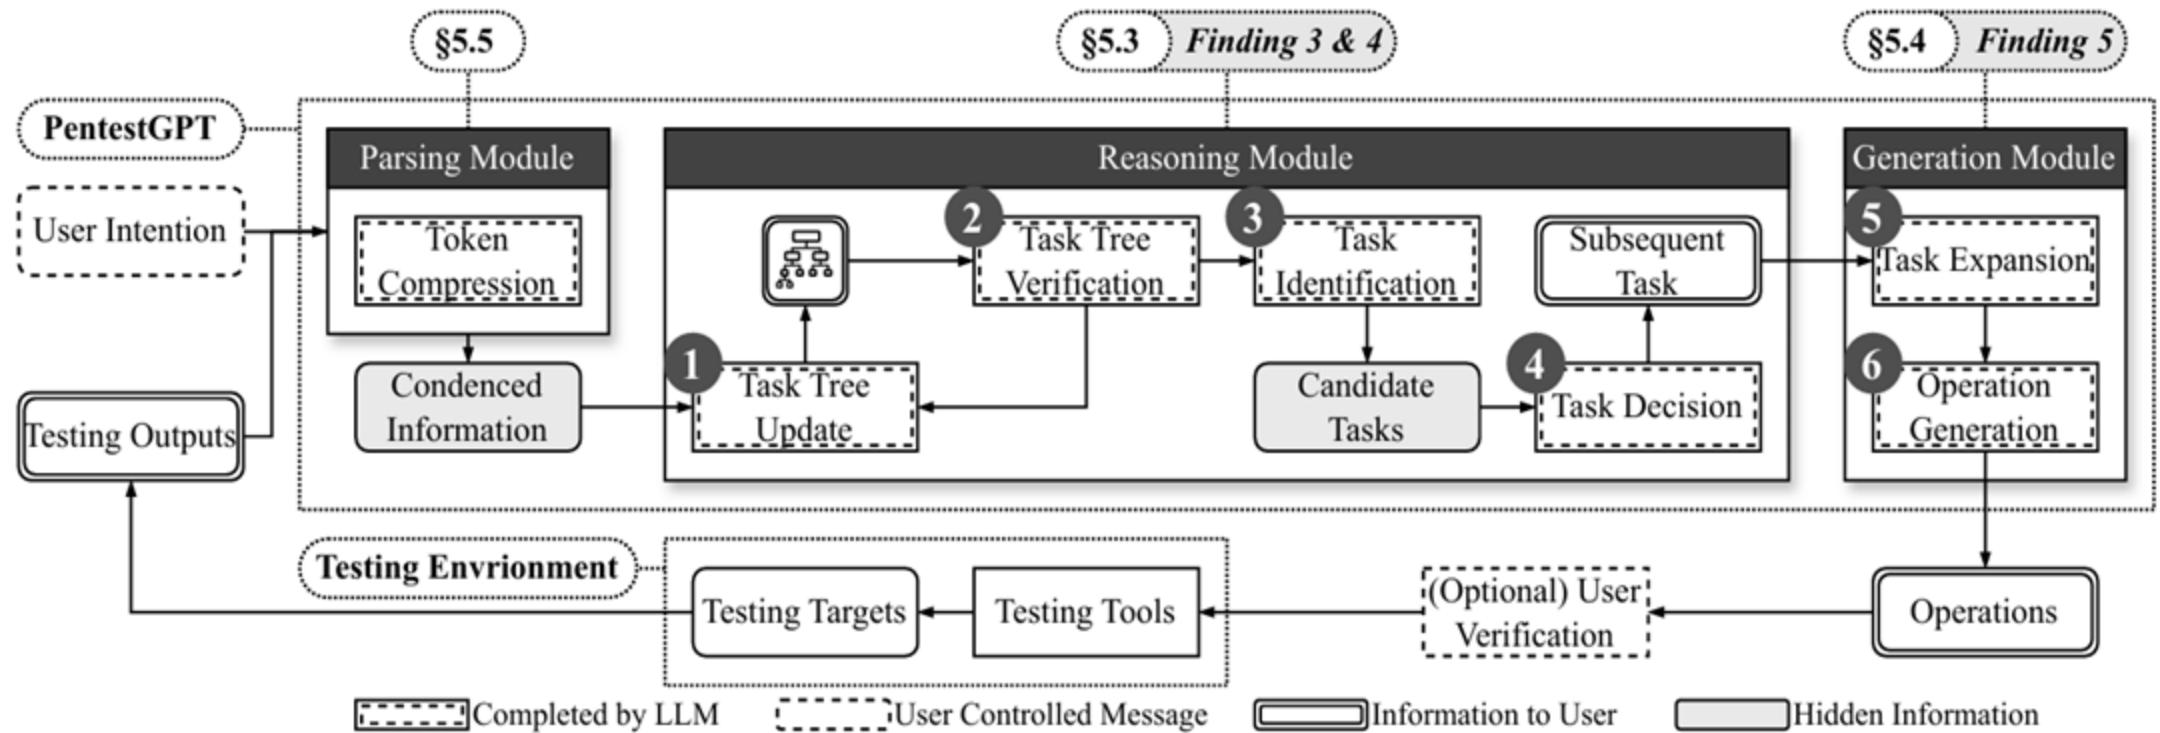 §5.5
§5.3 Finding 3 & 4
§5.4 Finding 5
PentestGPT
Parsing Module
Reasoning Module
Generation Module
User Intention
Token
Compression
2
Task Tree
Verification
3
Task
Identification
Subsequent
Task
5
Task Expansion
Testing Outputs
Condenced
Information
1
Task Tree
Update
Candidate
Tasks
4
Task Decision
6
Operation
Generation
Testing Envrionment
Testing Targets
Testing Tools
(Optional) User
Verification
Operations
Completed by LLM
User Controlled Message
Information to User
Hidden Information